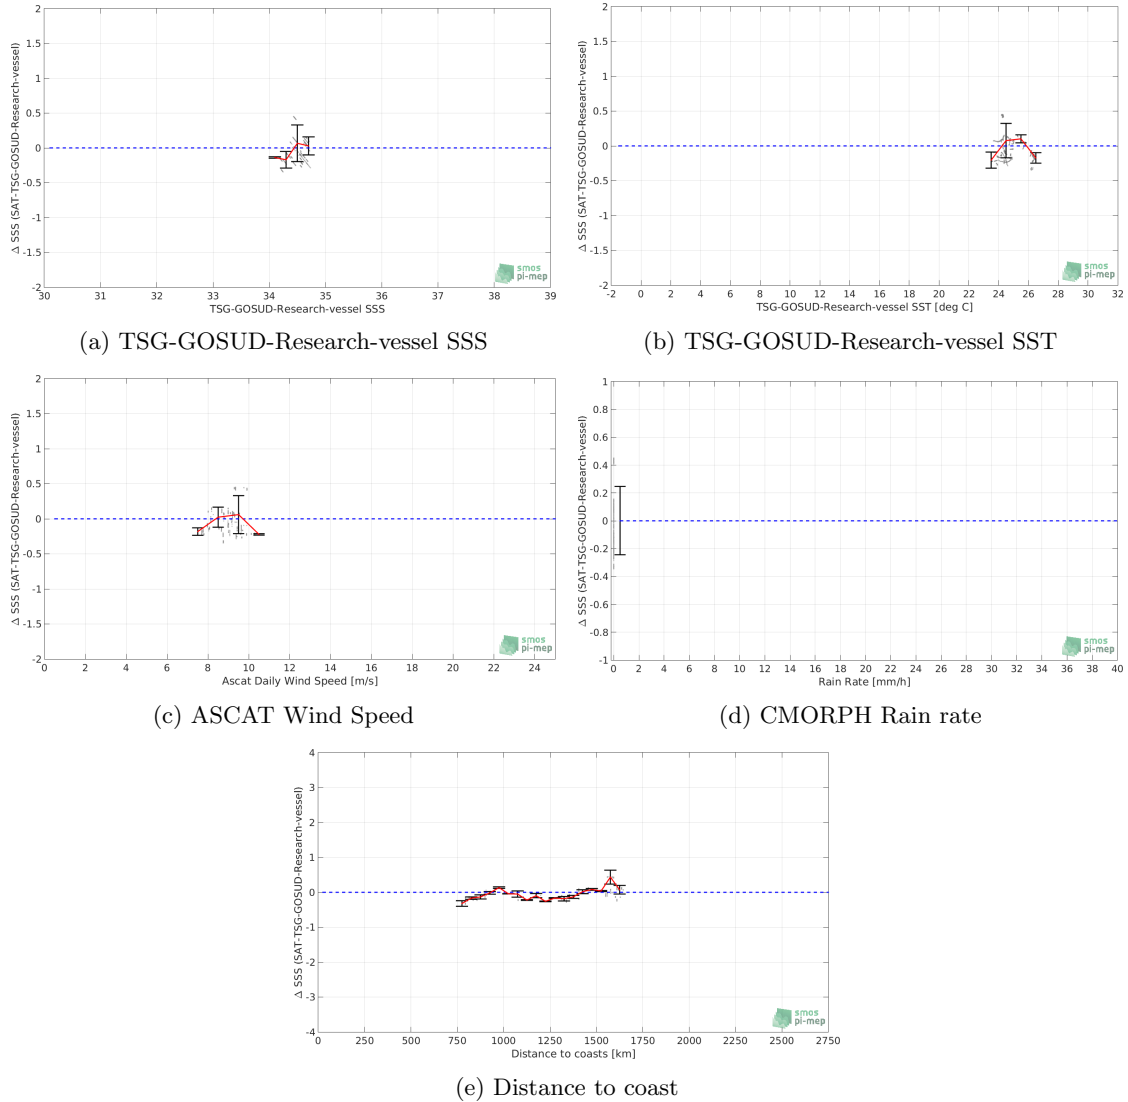 2
1.5
1
0.5
0
-0.5
-1
-1.5
-2
Δ SSS (SAT-TSG-GOSUD-Research-vessel)
30 31 32 33 34 35 36 37 38 39
TSG-GOSUD-Research-vessel SSS
smos
pi-mep
(a) TSG-GOSUD-Research-vessel SSS
2
1.5
1
0.5
0
-0.5
-1
-1.5
-2
Δ SSS (SAT-TSG-GOSUD-Research-vessel)
-2 0 2 4 6 8 10 12 14 16 18 20 22 24 26 28 30 32
TSG-GOSUD-Research-vessel SST [deg C]
smos
pi-mep
(b) TSG-GOSUD-Research-vessel SST
2
1.5
1
0.5
0
-0.5
-1
-1.5
-2
Δ SSS (SAT-TSG-GOSUD-Research-vessel)
0 2 4 6 8 10 12 14 16 18 20 22 24
Ascat Daily Wind Speed [m/s]
smos
pi-mep
(c) ASCAT Wind Speed
1
0.8
0.6
0.4
0.2
0
-0.2
-0.4
-0.6
-0.8
-1
Δ SSS (SAT-TSG-GOSUD-Research-vessel)
0 2 4 6 8 10 12 14 16 18 20 22 24 26 28 30 32 34 36 38 40
Rain Rate [mm/h]
smos
pi-mep
(d) CMORPH Rain rate
4
3
2
1
0
-1
-2
-3
-4
Δ SSS (SAT-TSG-GOSUD-Research-vessel)
0 250 500 750 1000 1250 1500 1750 2000 2250 2500 2750
Distance to coasts [km]
smos
pi-mep
(e) Distance to coast